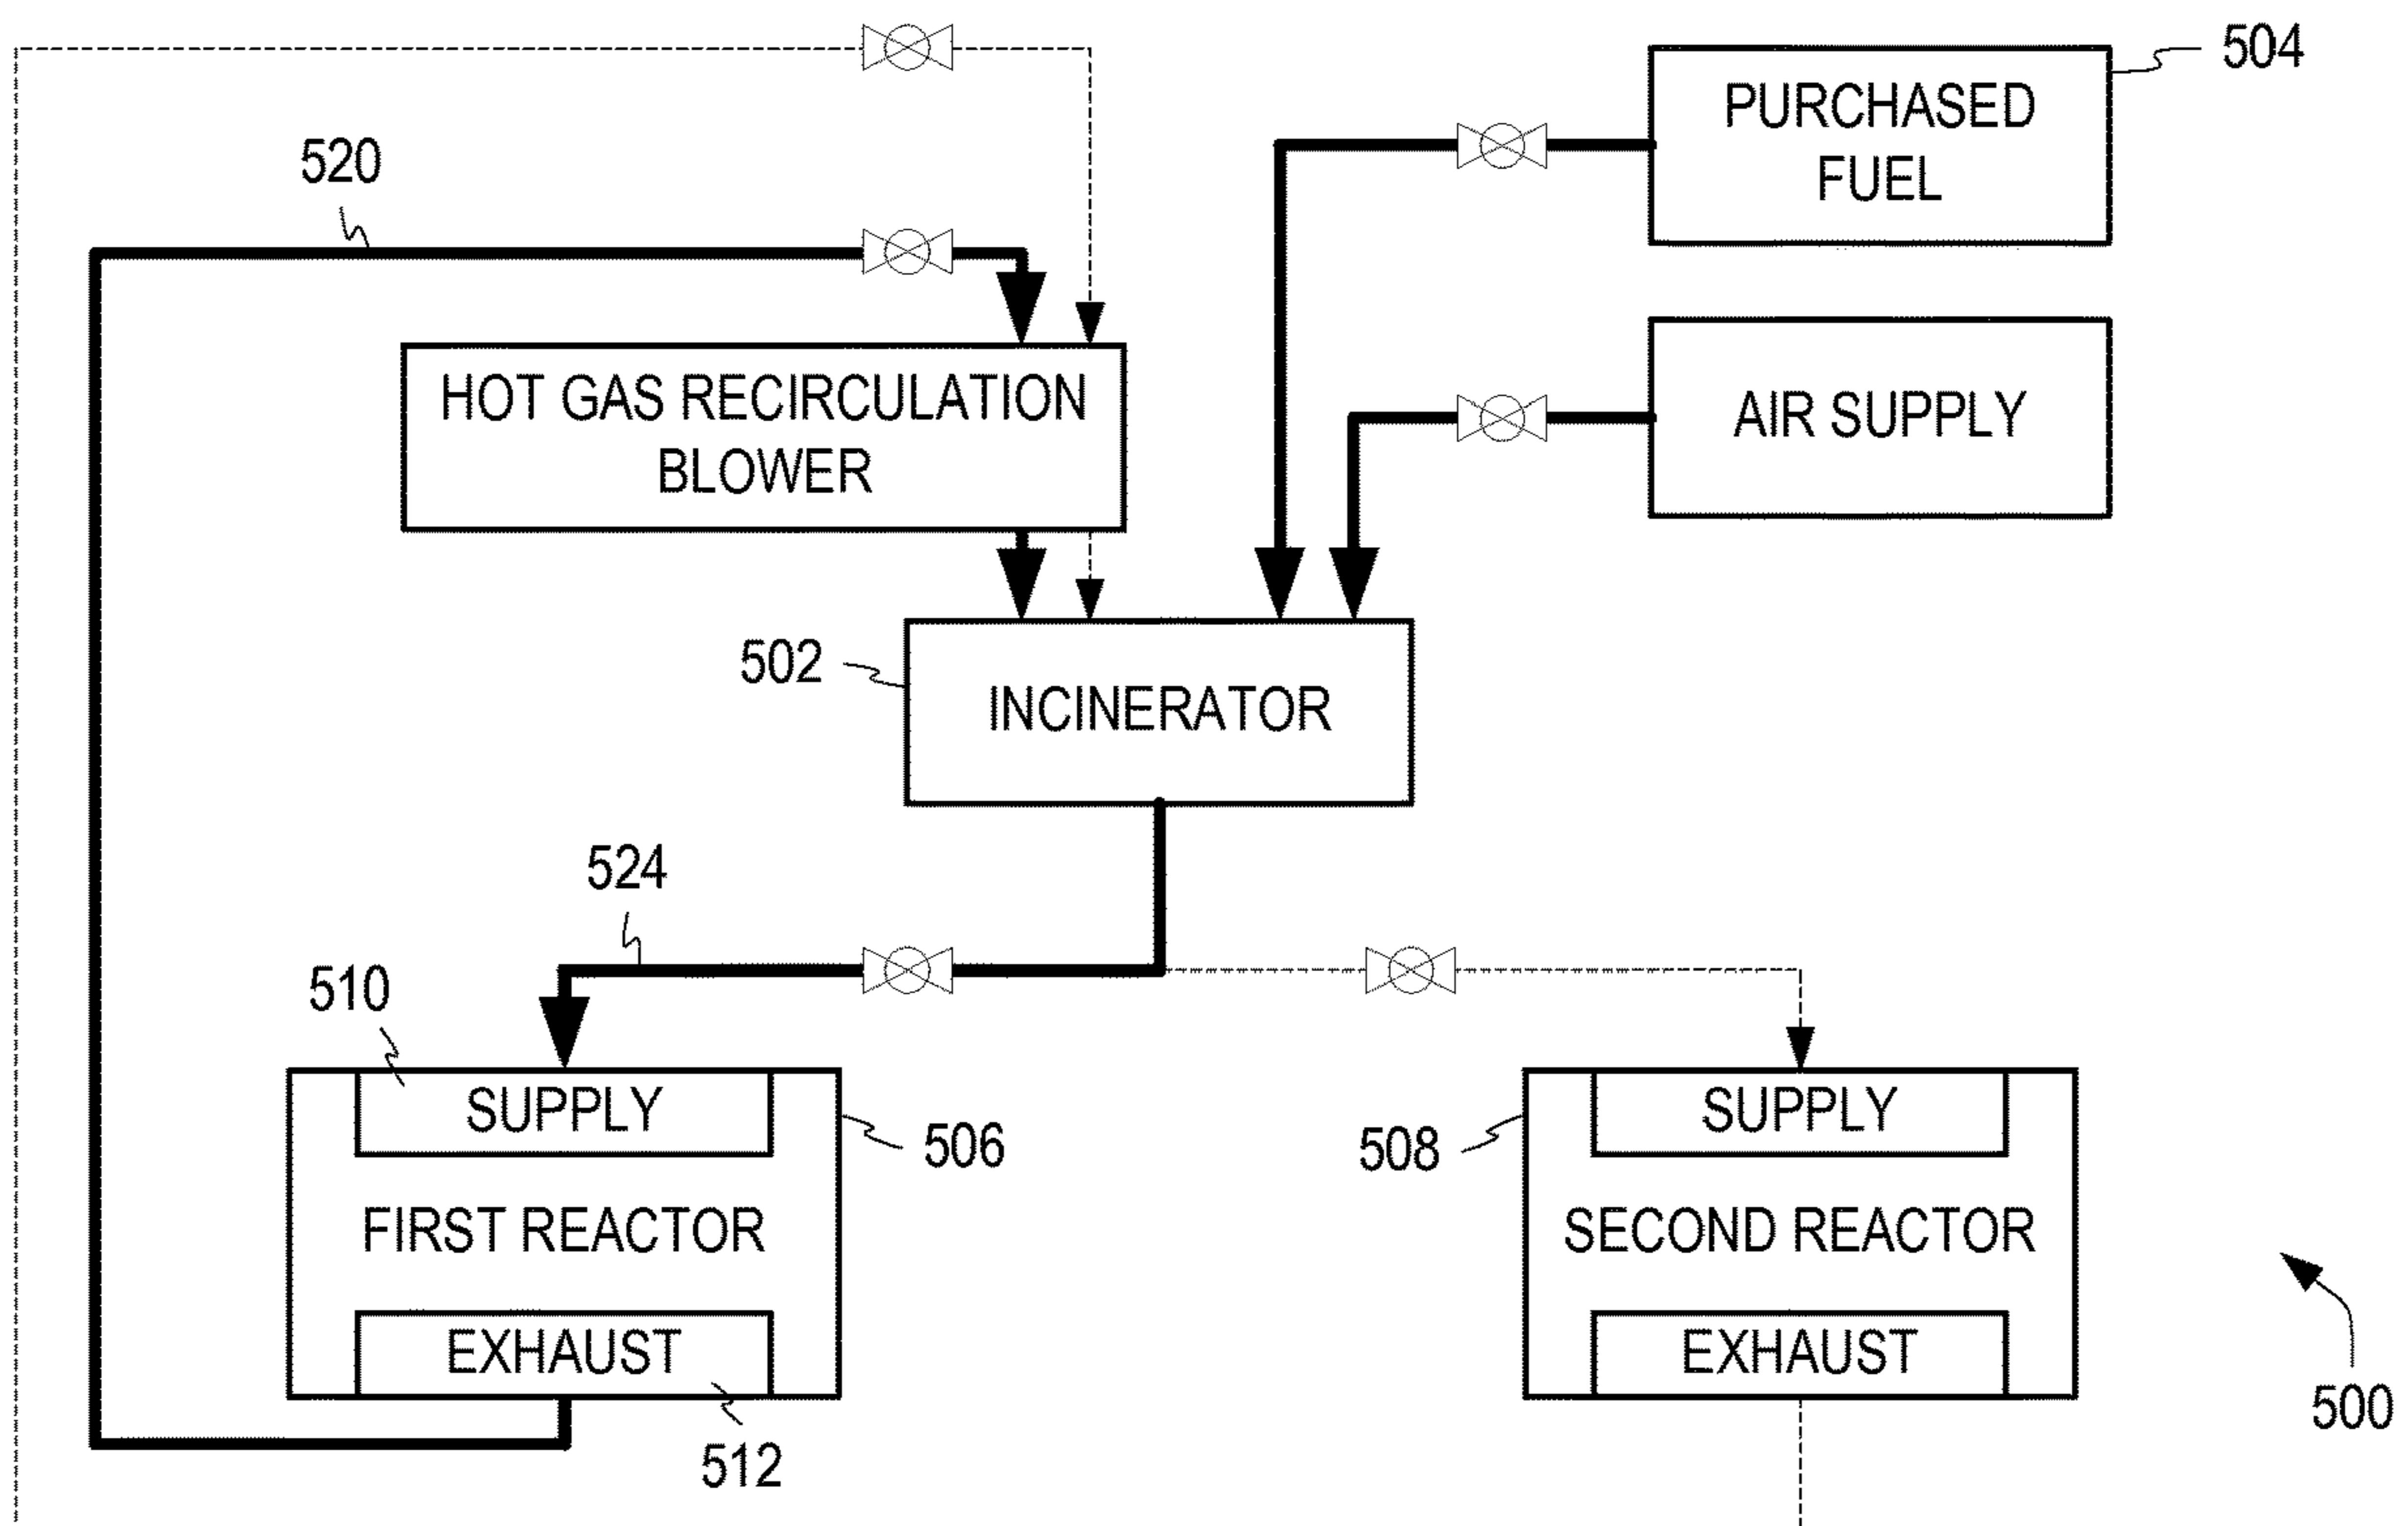 504
PURCHASED
FUEL
520
HOT GAS RECIRCULATION
BLOWER
AIR SUPPLY
502
INCINERATOR
524
510
SUPPLY
506
FIRST REACTOR
EXHAUST
512
508
SUPPLY
SECOND REACTOR
EXHAUST
500